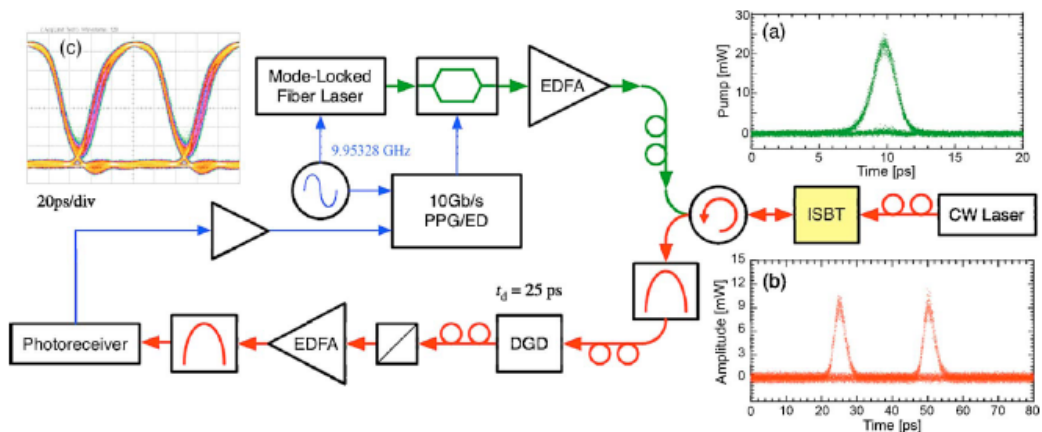 (c)
20ps/div
Mode-Locked
Fiber Laser
EDFA
9.95328 GHz
10Gb/s
PPG/ED
(a)
Pump [mW]
30
20
10
0
0 5 10 15 20
Time [ps]
ISBT
CW Laser
t_d = 25 ps
Photoreceiver
EDFA
DGD
(b)
Amplitude [mW]
15
12
9
6
3
0
0 10 20 30 40 50 60 70 80
Time [ps]